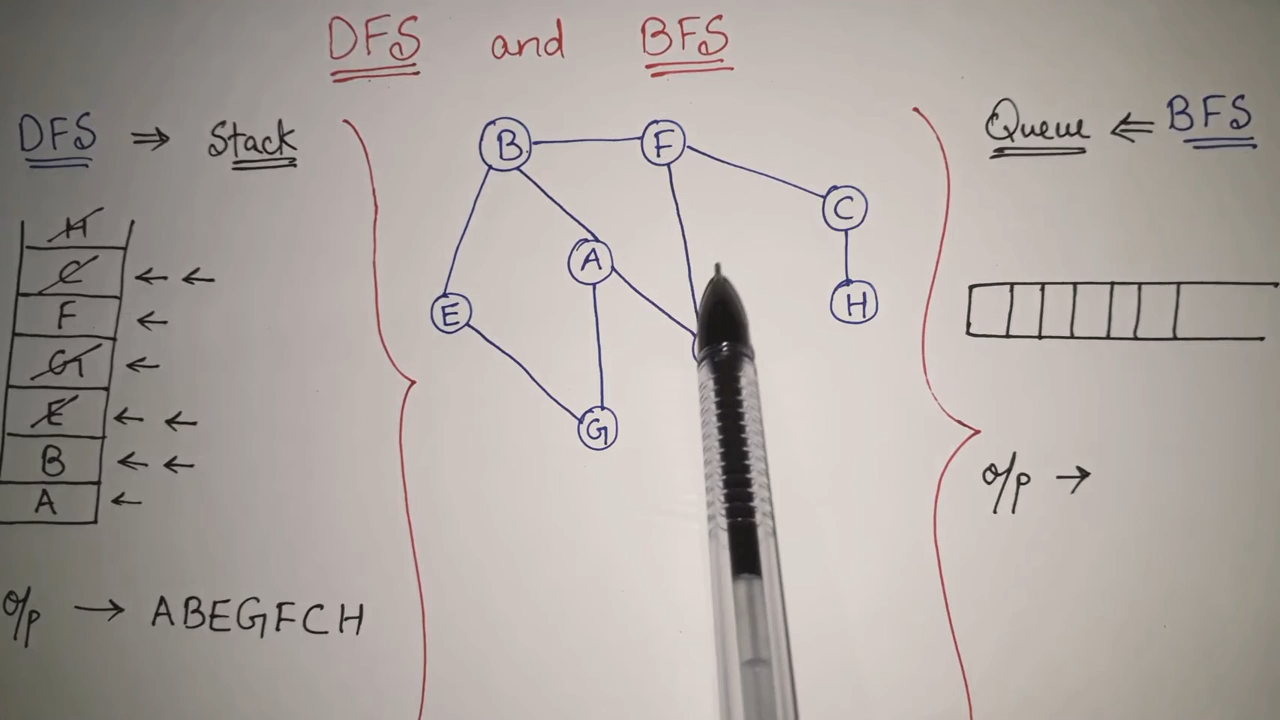 DFS and BFS
DFS ⇒ Stack
H
C ← ←
F ←
G ←
E ← ←
B ← ←
A ←
o/p → ABEGFCH
B
F
C
A
H
E
G
Queue ⇐ BFS
o/p →